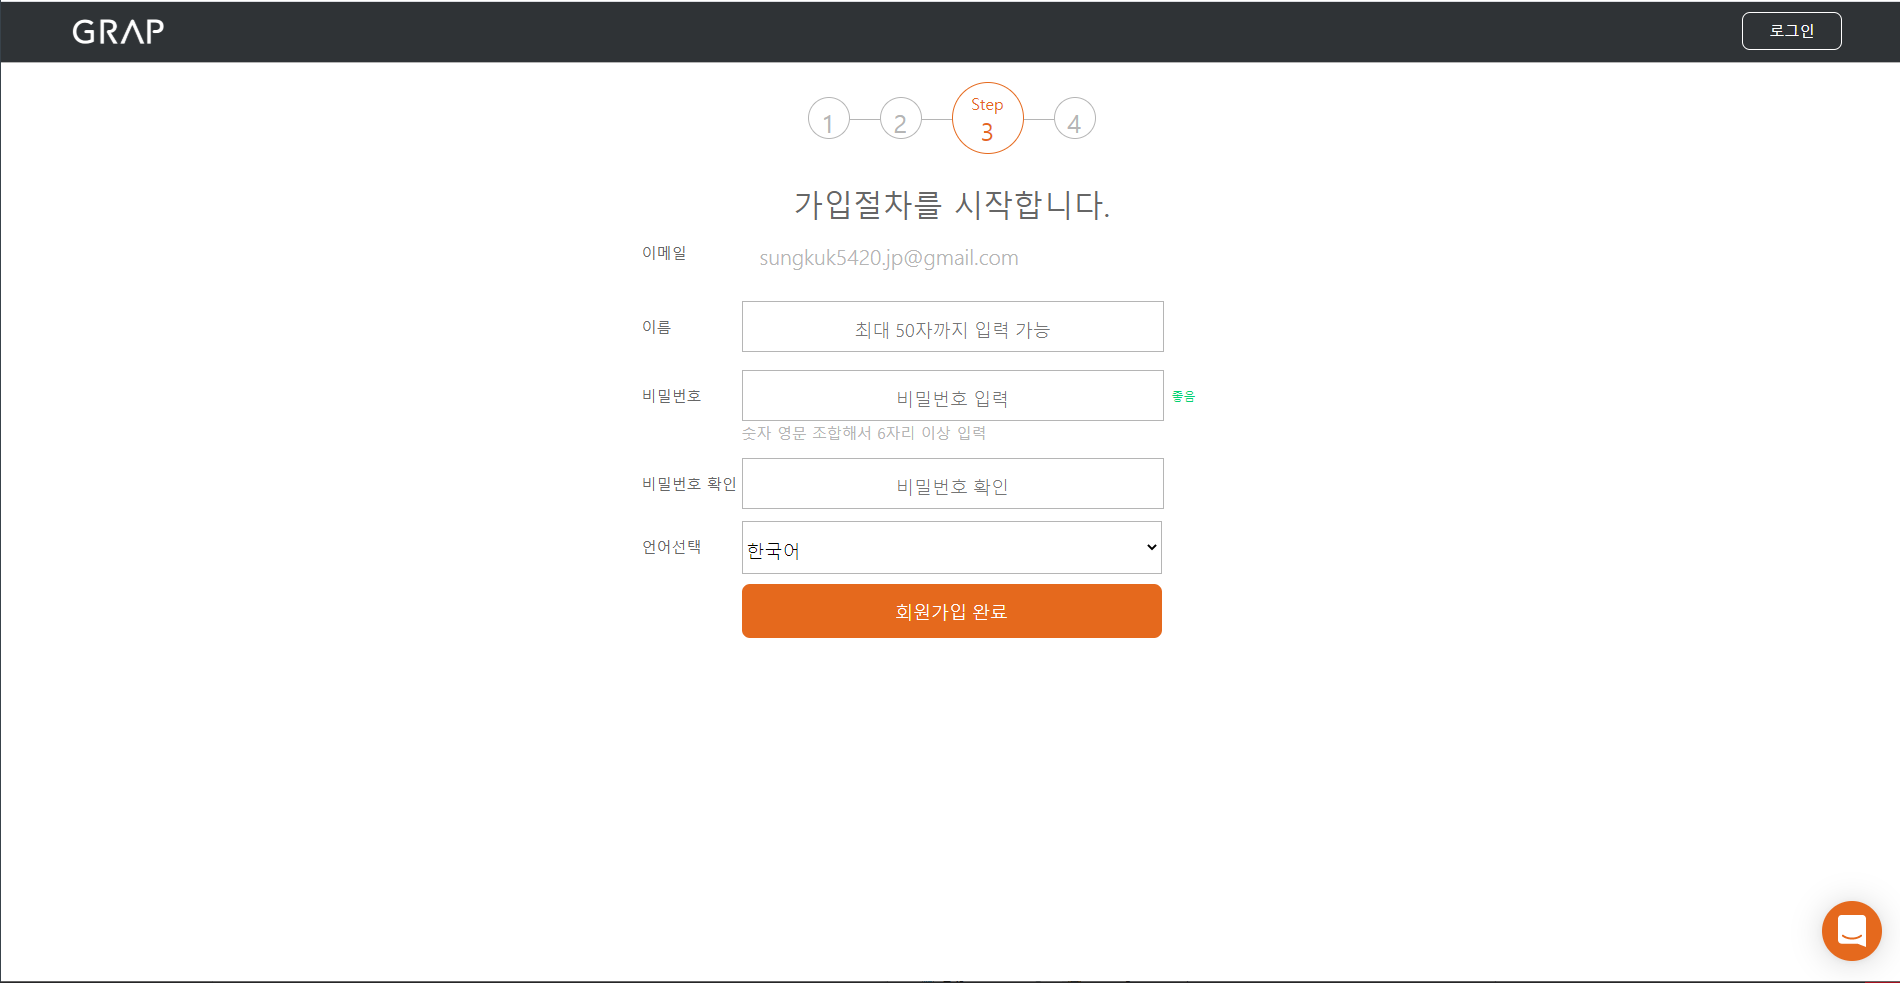 GRAP
로그인
1
2
Step
3
4
가입절차를 시작합니다.
이메일 sungkuk5420.jp@gmail.com
이름 최대 50자까지 입력 가능
비밀번호 비밀번호 입력 좋음
숫자 영문 조합해서 6자리 이상 입력
비밀번호 확인 비밀번호 확인
언어선택 한국어
회원가입 완료